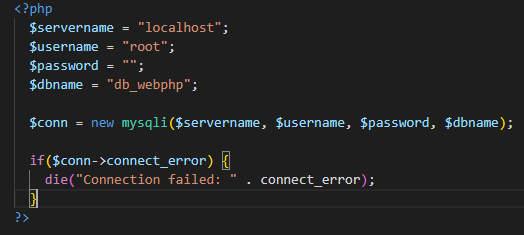 <?php
$servername = "localhost";
$username = "root";
$password = "";
$dbname = "db_webphp";
$conn = new mysqli($servername, $username, $password, $dbname);
if($conn->connect_error) {
die("Connection failed: " . connect_error);
}
?>